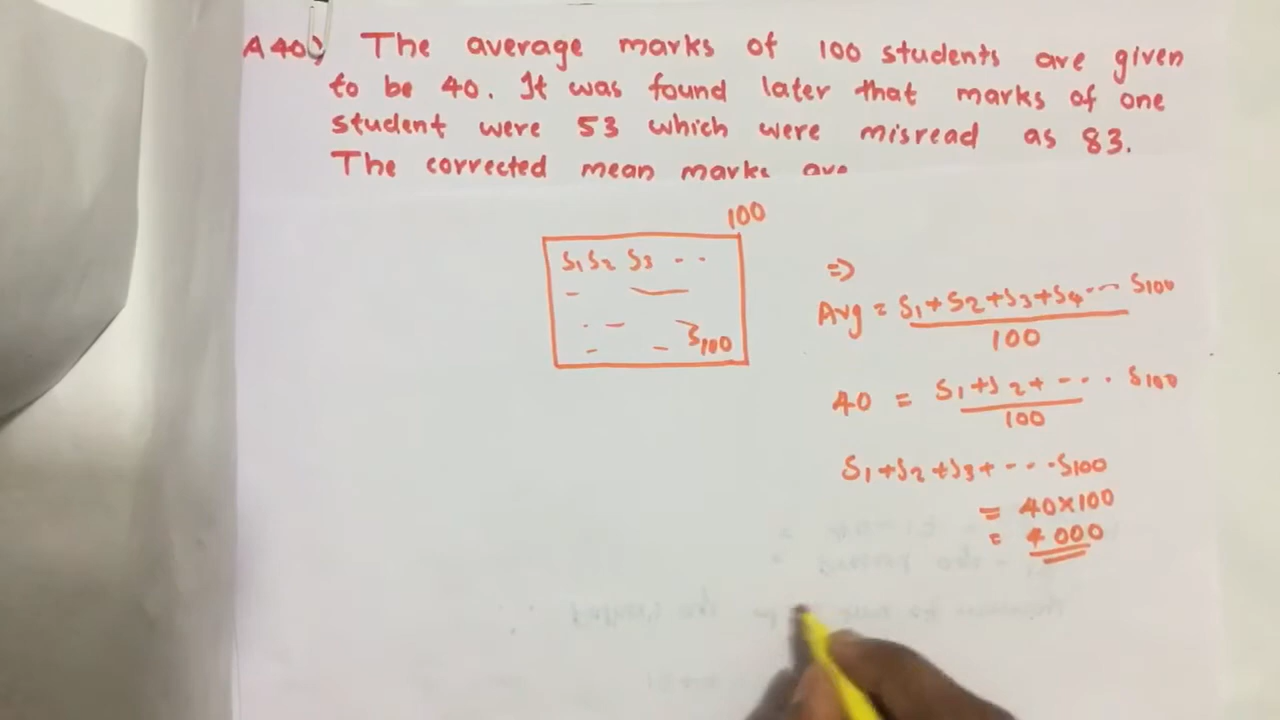 A40) The average marks of 100 students are given
to be 40. It was found later that marks of one
student were 53 which were misread as 83.
The corrected mean marks are
100
S1 S2 S3 - -
S100
=>
Avg = S1+S2+S3+S4.... S100
100
40 = S1+S2+ - - - . S100
100
S1+S2+S3+ - - - . S100
= 40×100
= 4000